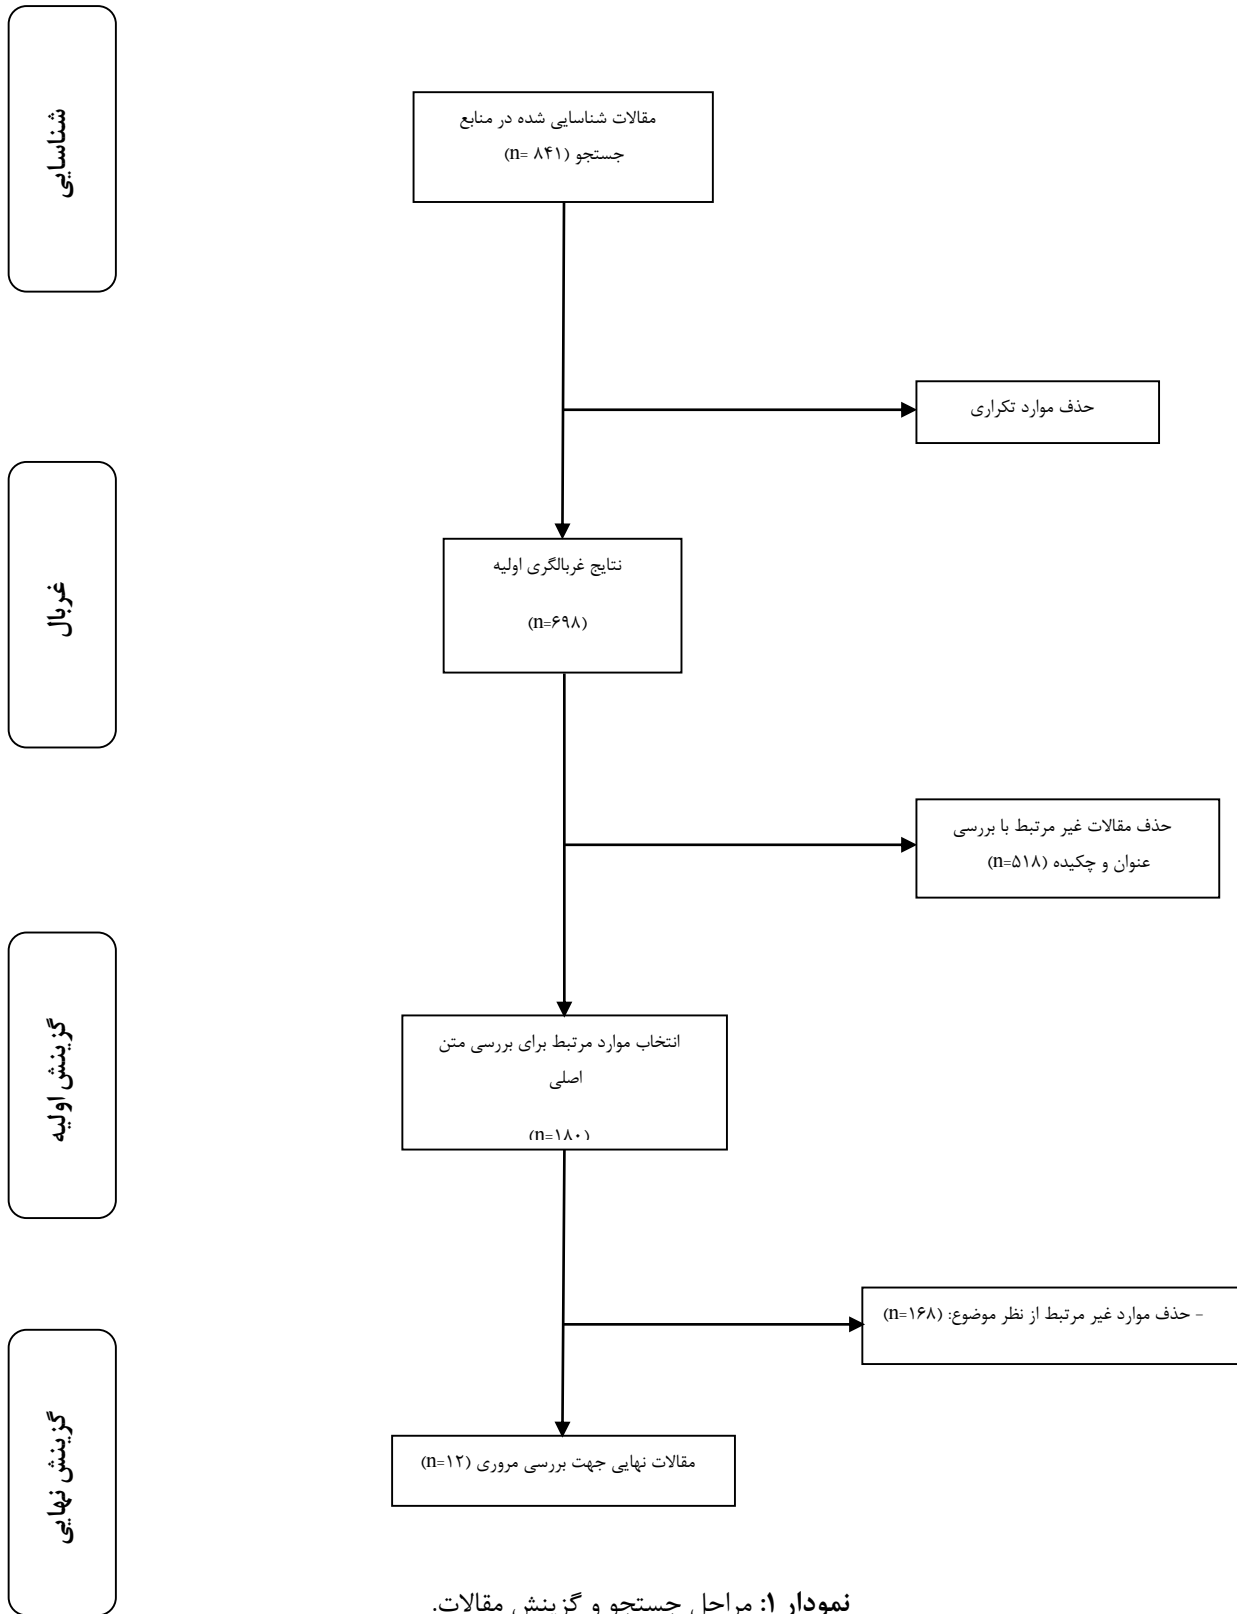 شناسایی
مقالات شناسایی شده در منابع
جستجو (n= ۸۴۱)
حذف موارد تکراری
غربال
نتایج غربالگری اولیه
(n=۶۹۸)
حذف مقالات غیر مرتبط با بررسی
عنوان و چکیده (n=۵۱۸)
گزینش اولیه
انتخاب موارد مرتبط برای بررسی متن
اصلی
(n=۱۸۰)
- حذف موارد غیر مرتبط از نظر موضوع: (n=۱۶۸)
گزینش نهایی
مقالات نهایی جهت بررسی مروری (n=۱۲)
نمودار ۱: مراحل جستجو و گزینش مقالات.